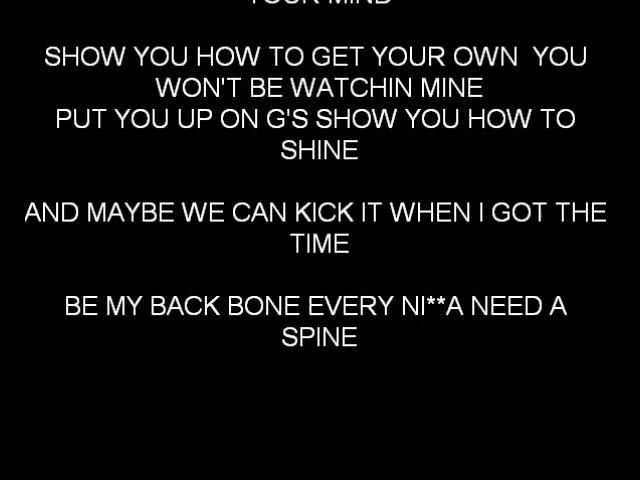 YOUR MIND
SHOW YOU HOW TO GET YOUR OWN  YOU
WON'T BE WATCHIN MINE
PUT YOU UP ON G'S SHOW YOU HOW TO
SHINE
AND MAYBE WE CAN KICK IT WHEN I GOT THE
TIME
BE MY BACK BONE EVERY NI**A NEED A
SPINE